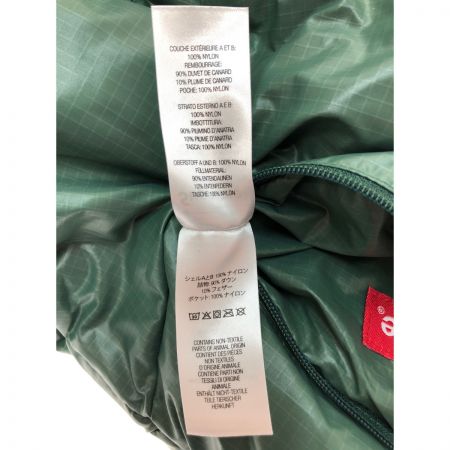 COUCHE EXTÉRIEURE A ET B:
100% NYLON
REMBOURRAGE:
90% DUVET DE CANARD
10% PLUME DE CANARD
POCHE: 100% NYLON
STRATO ESTERNO A E B:
100% NYLON
IMBOTTITURA:
90% PIUMINO D'ANATRA
10% PIUME D'ANATRA
TASCA: 100% NYLON
OBERSTOFF A UND B: 100% NYLON
FÜLLMATERIAL:
90% ENTENDAUNEN
10% ENTENFEDERN
TASCHE: 100% NYLON
シェルAとB: 100% ナイロン
詰物: 90% ダウン
10% フェザー
ポケット: 100% ナイロン
CONTAINS NON-TEXTILE
PARTS OF ANIMAL ORIGIN
CONTIENT DES PIÈCES
NON TEXTILES
D'ORIGINE ANIMALE
CONTIENE PARTI NON
TESSILI DI ORIGINE
ANIMALE
ENTHÄLT NICHT-TEXTILE
TEILE TIERISCHER
HERKUNFT
e
®